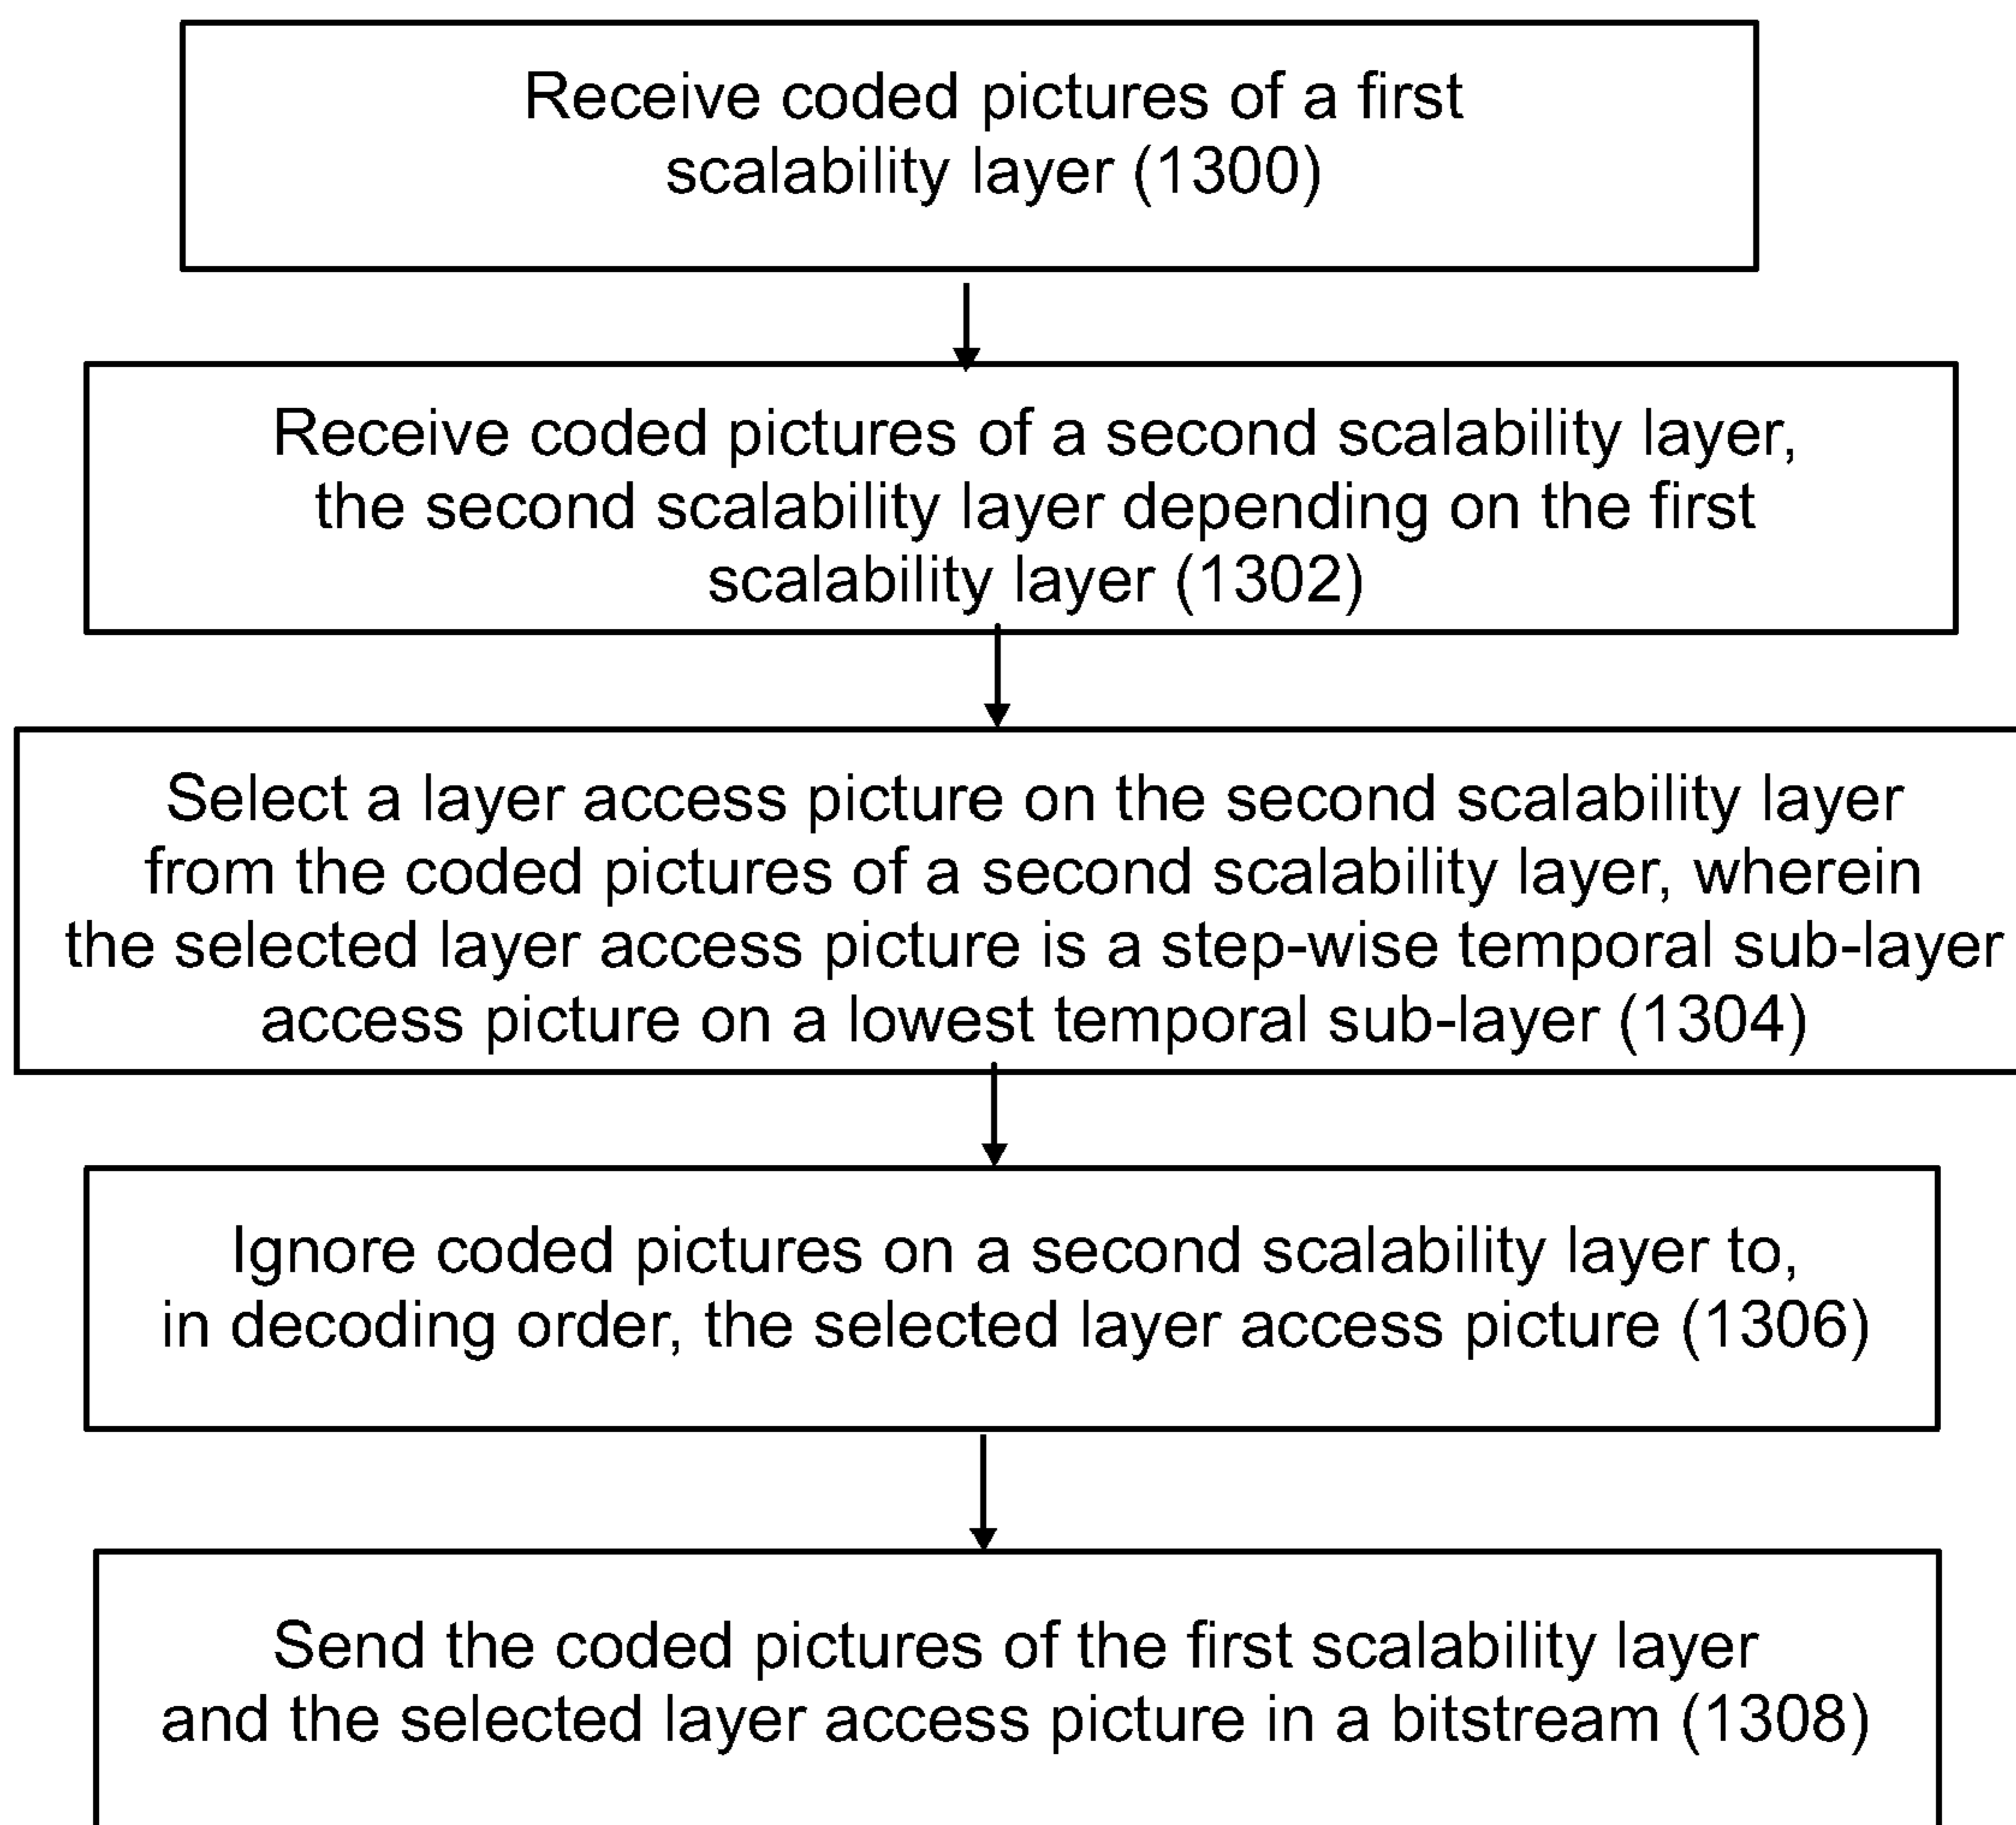 Receive coded pictures of a first
scalability layer (1300)
Receive coded pictures of a second scalability layer,
the second scalability layer depending on the first
scalability layer (1302)
Select a layer access picture on the second scalability layer
from the coded pictures of a second scalability layer, wherein
the selected layer access picture is a step-wise temporal sub-layer
access picture on a lowest temporal sub-layer (1304)
Ignore coded pictures on a second scalability layer to,
in decoding order, the selected layer access picture (1306)
Send the coded pictures of the first scalability layer
and the selected layer access picture in a bitstream (1308)